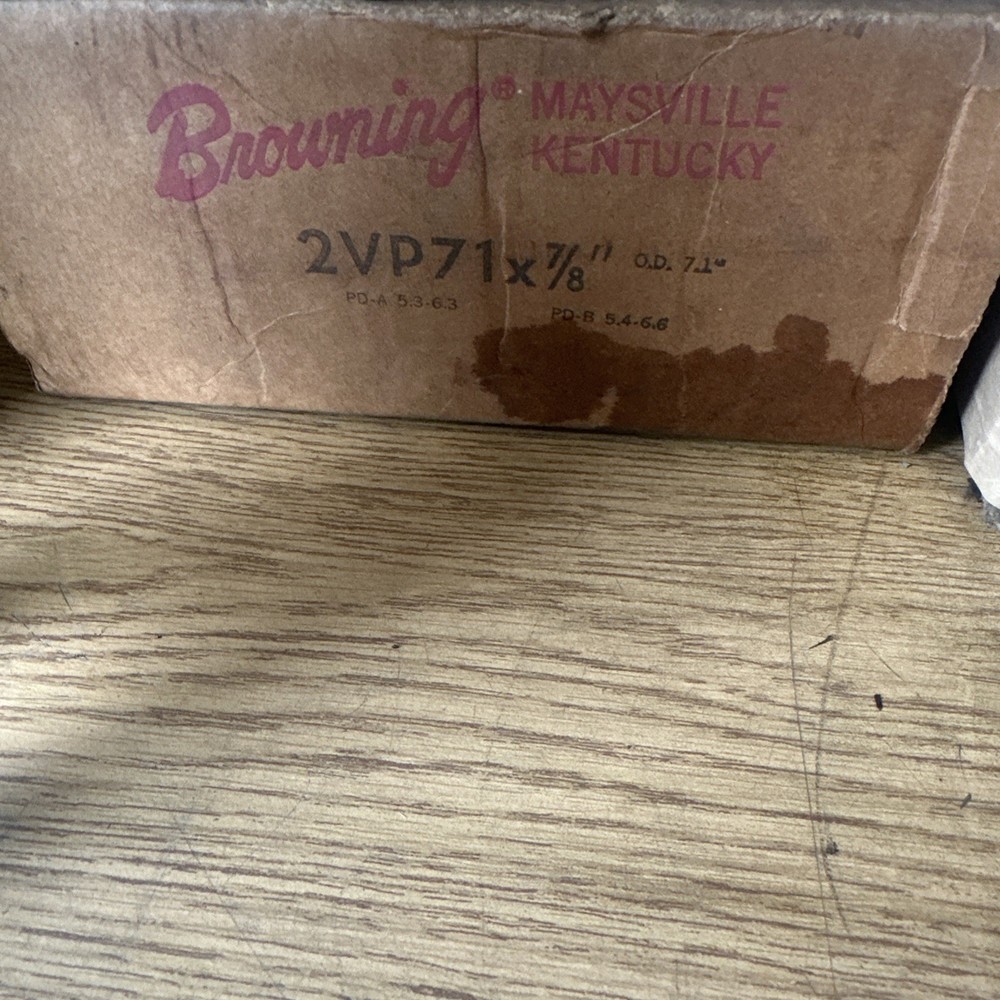 Browning® MAYSVILLE
KENTUCKY
2VP71x7/8" O.D. 7.1"
PD-A 5.3-6.3 PD-B 5.4-6.6